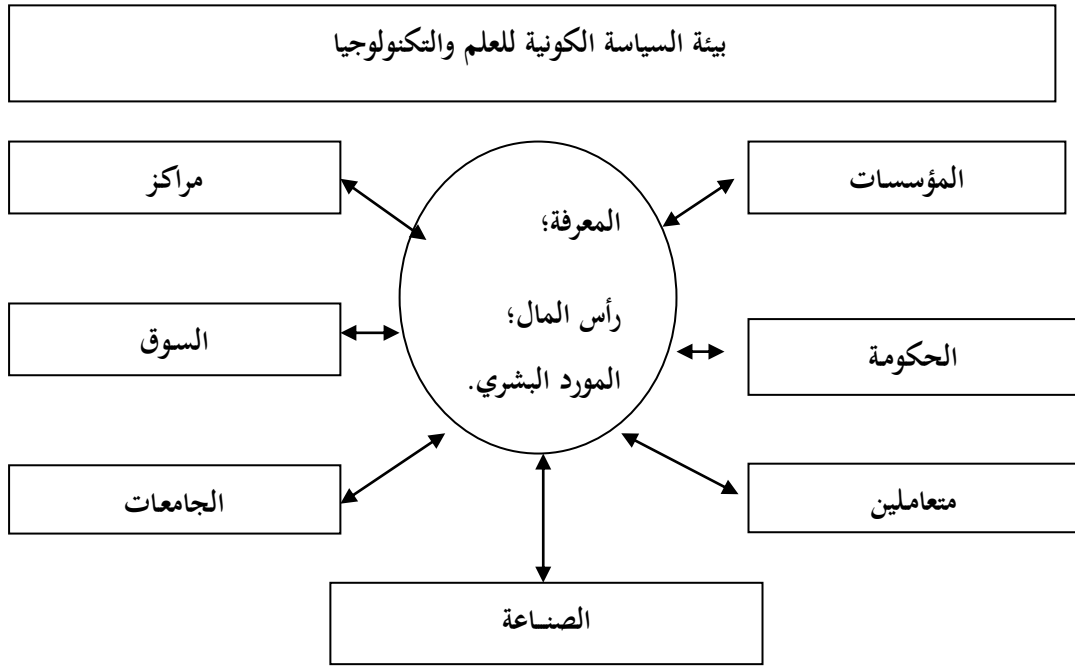 بيئة السياسة الكونية للعلم والتكنولوجيا
المؤسسات
مراكز
المعرفة؛
رأس المال؛
المورد البشري.
الحكومة
السوق
متعاملين
الجامعات
الصنـاعة